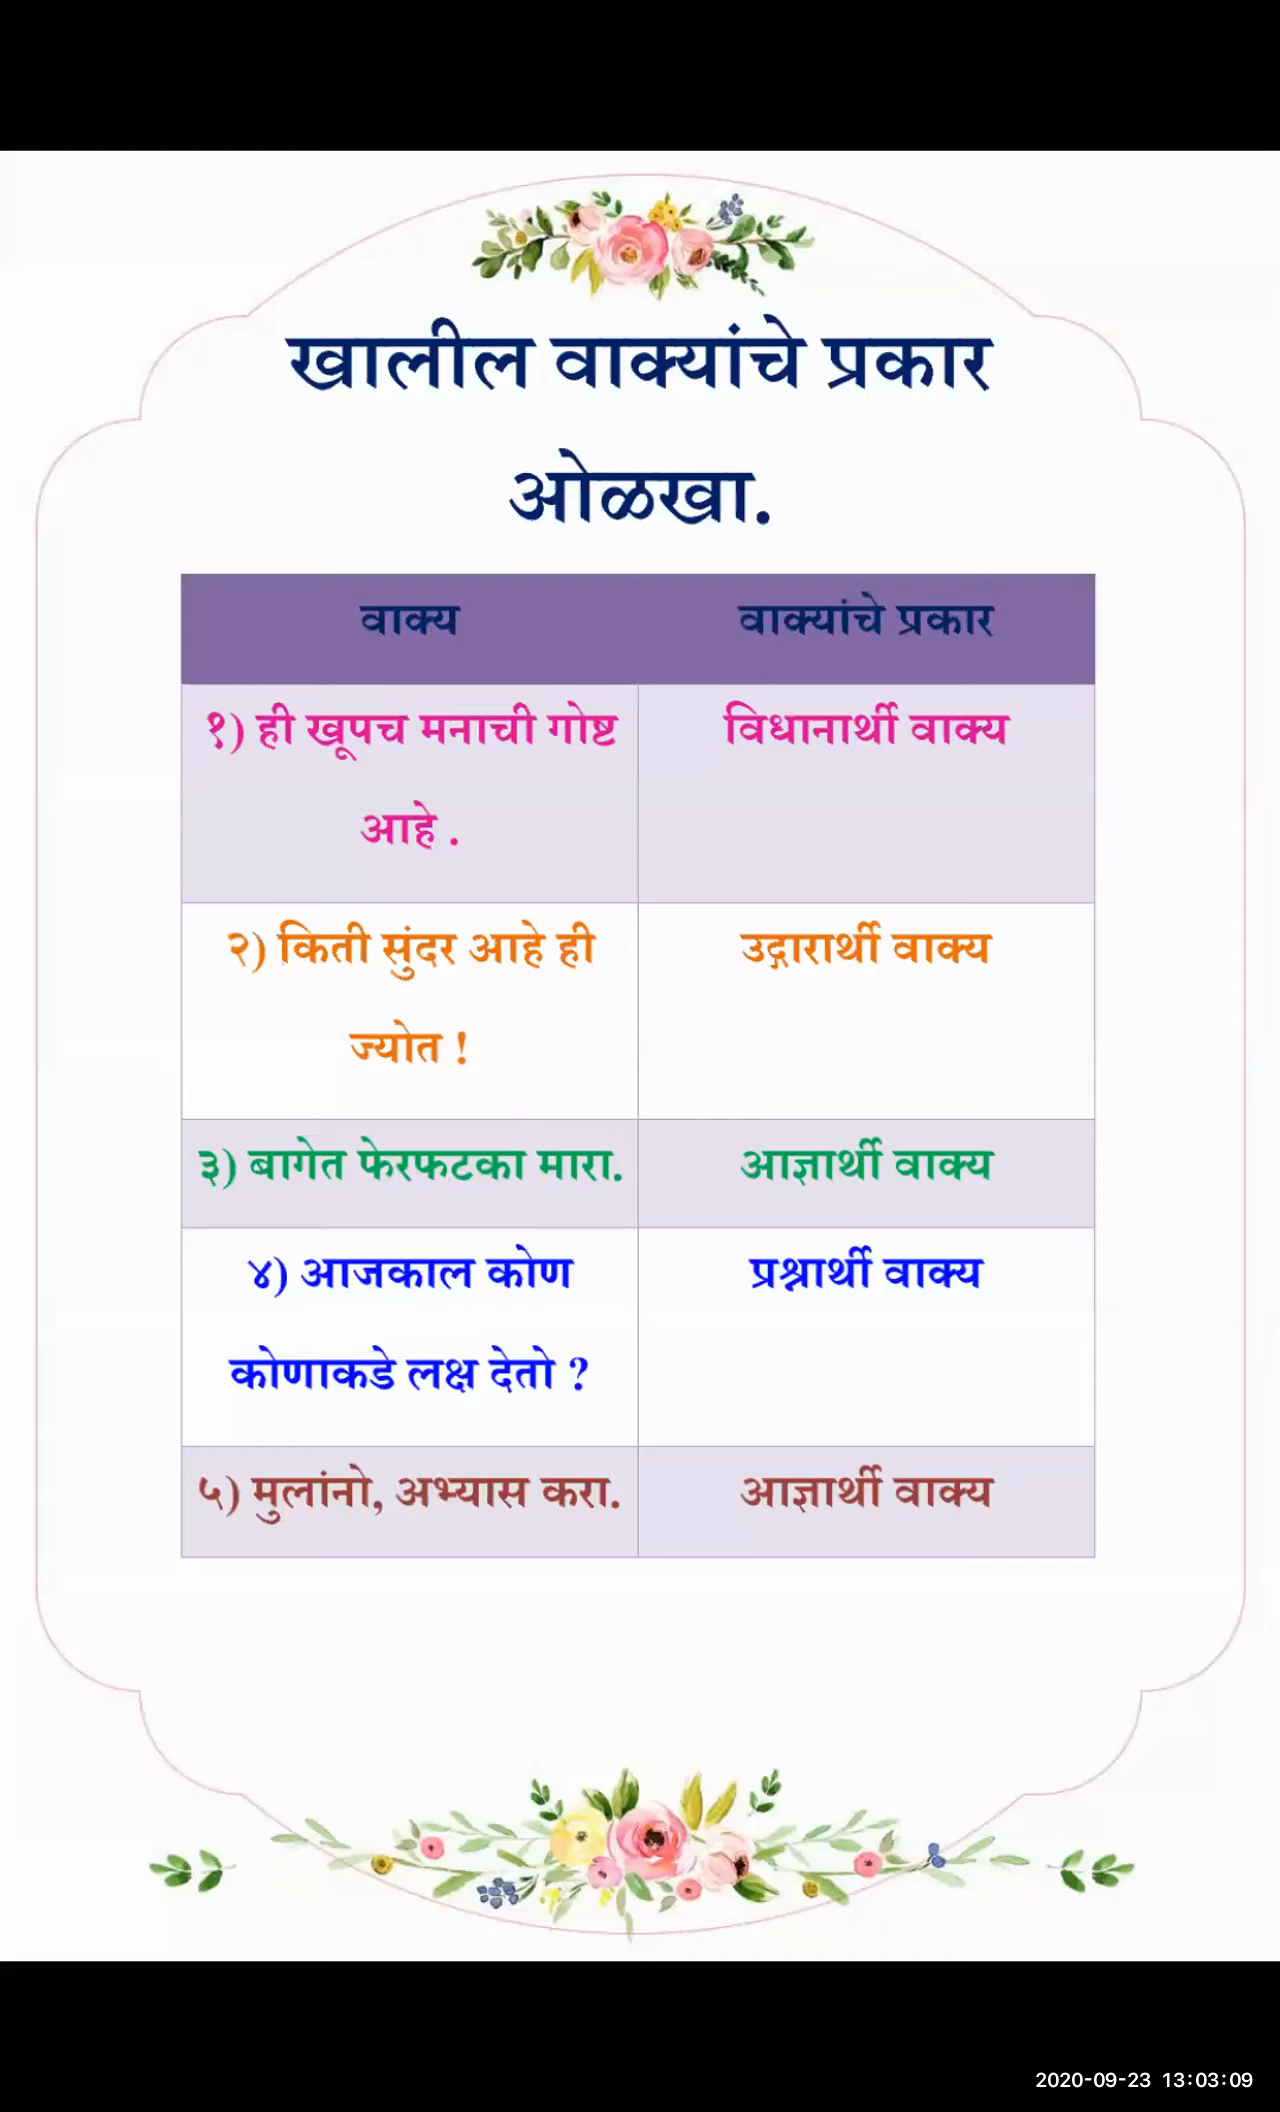 खालील वाक्यांचे प्रकार
ओळखा.
वाक्य
वाक्यांचे प्रकार
१) ही खूपच मनाची गोष्ट
आहे .
विधानार्थी वाक्य
२) किती सुंदर आहे ही
ज्योत !
उद्गारार्थी वाक्य
३) बागेत फेरफटका मारा.
आज्ञार्थी वाक्य
४) आजकाल कोण
कोणाकडे लक्ष देतो ?
प्रश्नार्थी वाक्य
५) मुलांनो, अभ्यास करा.
आज्ञार्थी वाक्य
2020-09-23 13:03:09